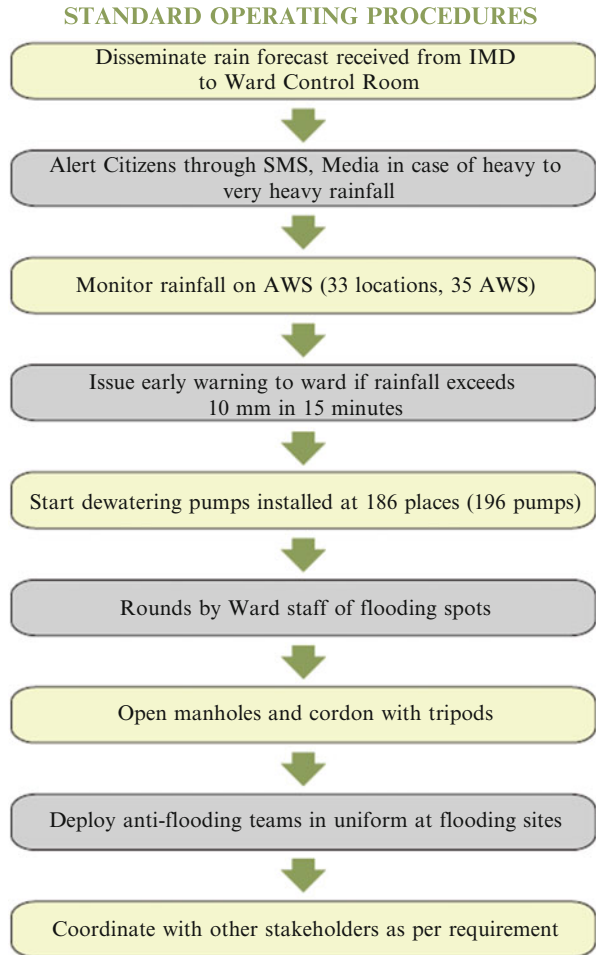 STANDARD OPERATING PROCEDURES
Disseminate rain forecast received from IMD
to Ward Control Room
Alert Citizens through SMS, Media in case of heavy to
very heavy rainfall
Monitor rainfall on AWS (33 locations, 35 AWS)
Issue early warning to ward if rainfall exceeds
10 mm in 15 minutes
Start dewatering pumps installed at 186 places (196 pumps)
Rounds by Ward staff of flooding spots
Open manholes and cordon with tripods
Deploy anti-flooding teams in uniform at flooding sites
Coordinate with other stakeholders as per requirement